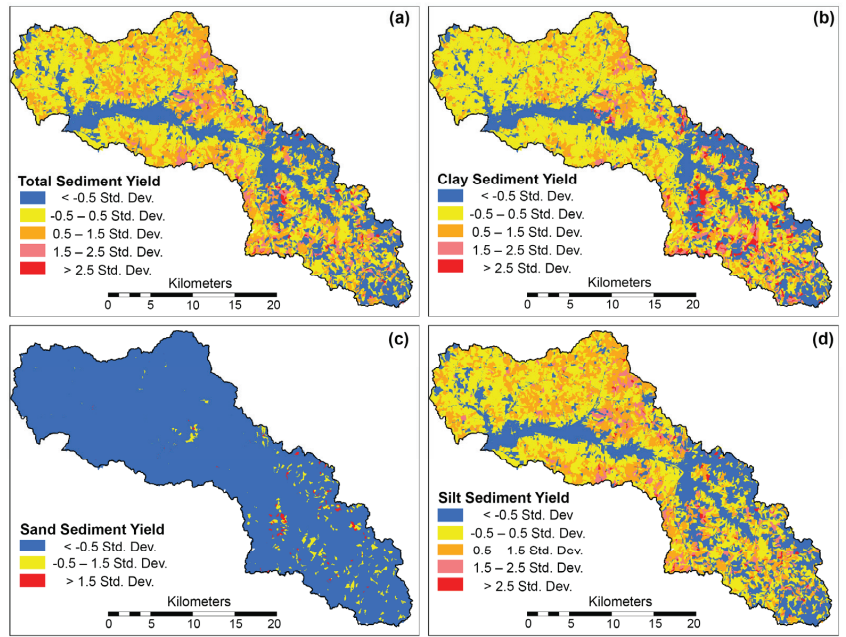 (a)
Total Sediment Yield
< -0.5 Std. Dev.
-0.5 – 0.5 Std. Dev.
0.5 – 1.5 Std. Dev.
1.5 – 2.5 Std. Dev.
> 2.5 Std. Dev.
Kilometers
0 5 10 15 20
(b)
Clay Sediment Yield
< -0.5 Std. Dev.
-0.5 – 0.5 Std. Dev.
0.5 – 1.5 Std. Dev.
1.5 – 2.5 Std. Dev.
> 2.5 Std. Dev.
Kilometers
0 5 10 15 20
(c)
Sand Sediment Yield
< -0.5 Std. Dev.
-0.5 – 1.5 Std. Dev.
> 1.5 Std. Dev.
Kilometers
0 5 10 15 20
(d)
Silt Sediment Yield
< -0.5 Std. Dev
-0.5 – 0.5 Std. Dev.
0.5 – 1.5 Std. Dev.
1.5 – 2.5 Std. Dev.
> 2.5 Std. Dev.
Kilometers
0 5 10 15 20